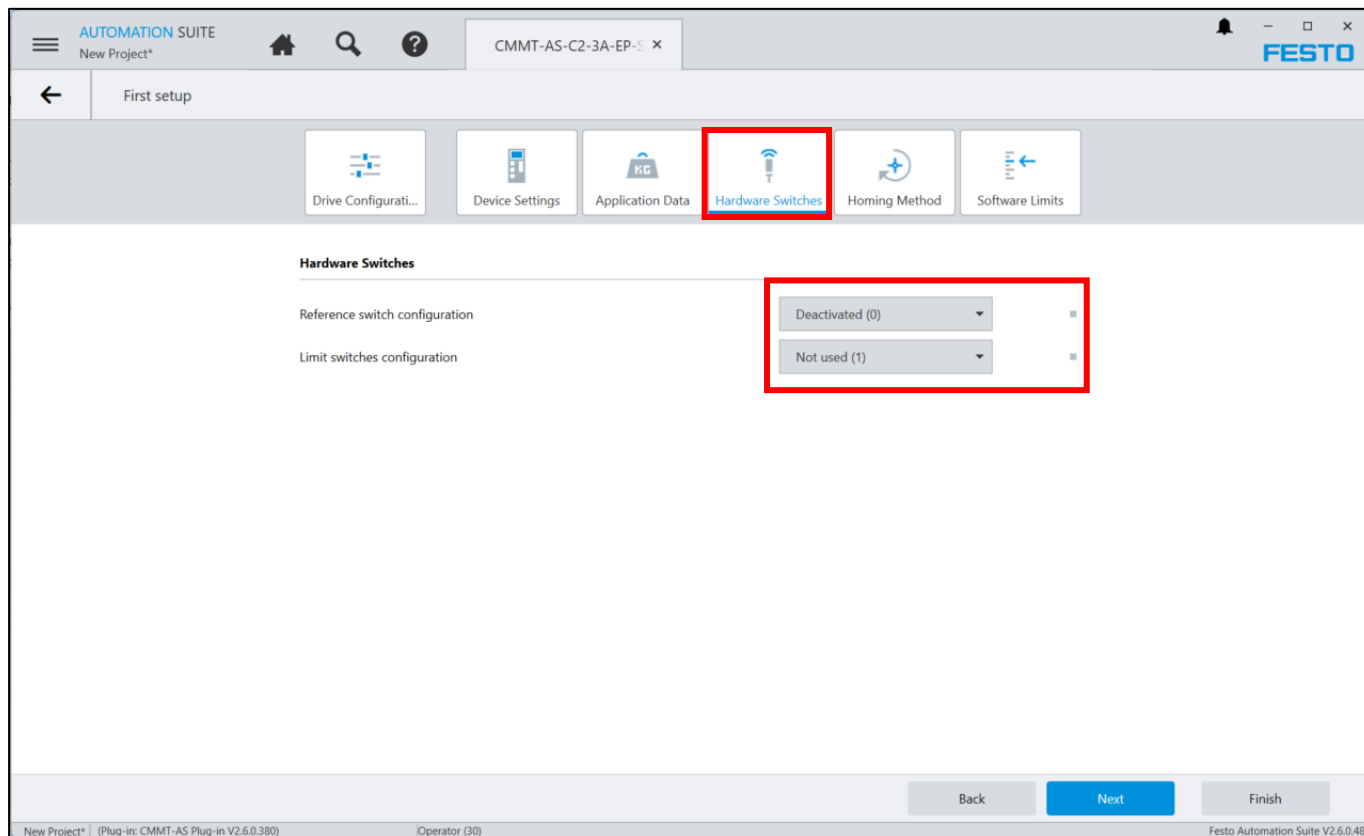 AUTOMATION SUITE
New Project*
CMMT-AS-C2-3A-EP-S
FESTO
First setup
Drive Configurati...
Device Settings
KG
Application Data
Hardware Switches
Homing Method
Software Limits
Hardware Switches
Reference switch configuration
Deactivated (0)
Limit switches configuration
Not used (1)
Back
Next
Finish
New Project*
(Plug-in: CMMT-AS Plug-in V2.6.0.380)
Operator (30)
Festo Automation Suite V2.6.0.48